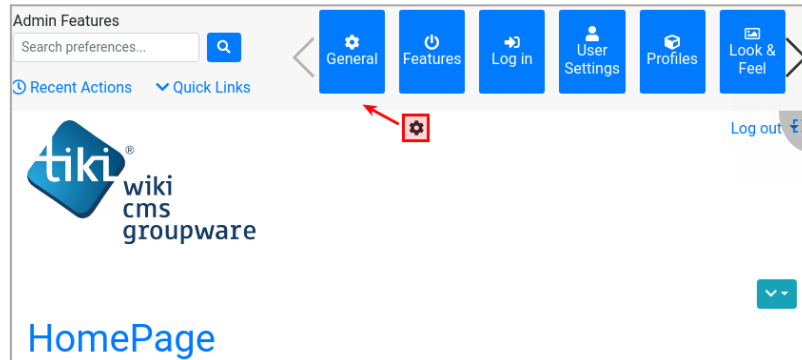 Admin Features
Search preferences...
Recent Actions
Quick Links
General
Features
Log in
User
Settings
Profiles
Look &
Feel
Log out
tiki®
wiki
cms
groupware
HomePage